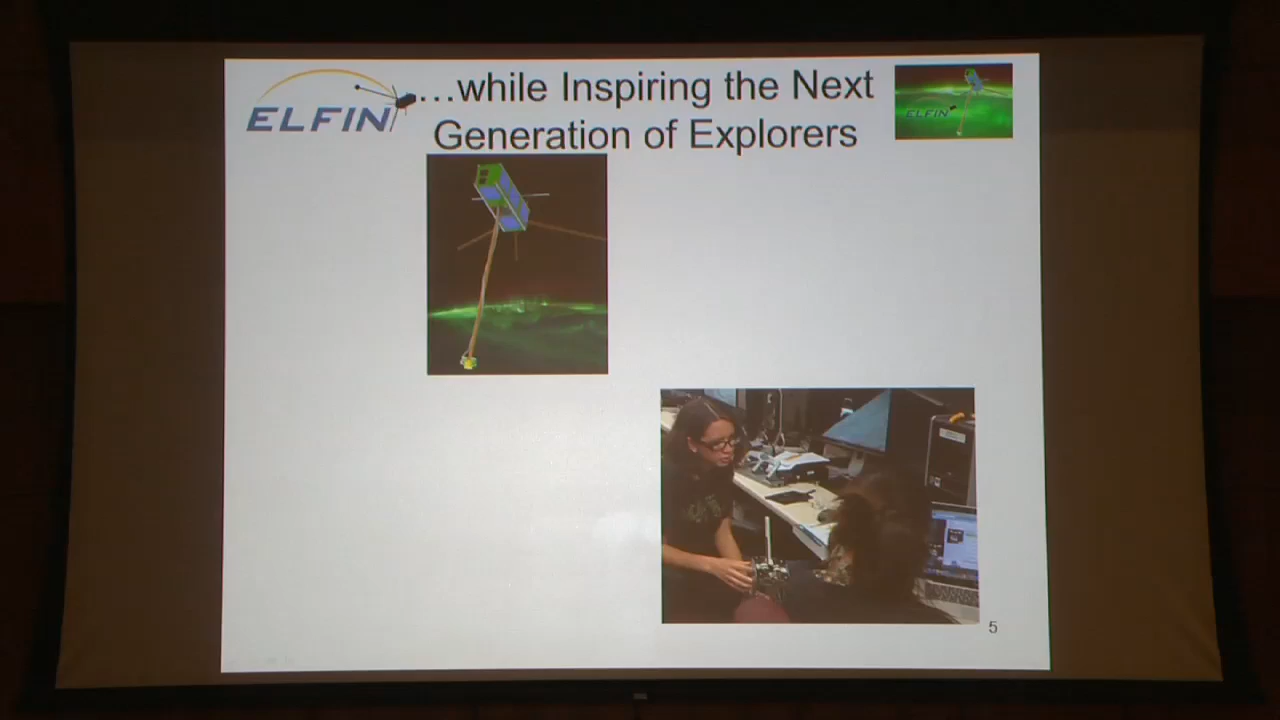 ELFIN
…while Inspiring the Next
Generation of Explorers
ELFIN
5